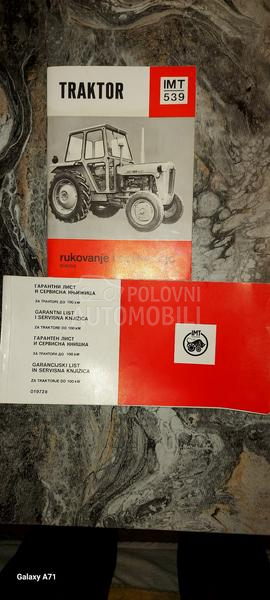 TRAKTOR
IMT
539
rukovanje
ПОЛОВНИ
АУТОМОБИЛИ
ГАРАНТНИ ЛИСТ
И СЕРВИСНА КЊИЖИЦА
ЗА ТРАКТОРЕ ДО 100 kW
GARANTNI LIST
I SERVISNA KNJIŽICA
ZA TRAKTORE DO 100 kW
ГАРАНТЕН ЛИСТ
И СЕРВИСНА КНИШКА
ЗА ТРАКТОРИ ДО 100 kW
GARANCIJSKI LIST
IN SERVISNA KNJIŽICA
ZA TRAKTORJE DO 100 kW
019728
IMT
Galaxy A71